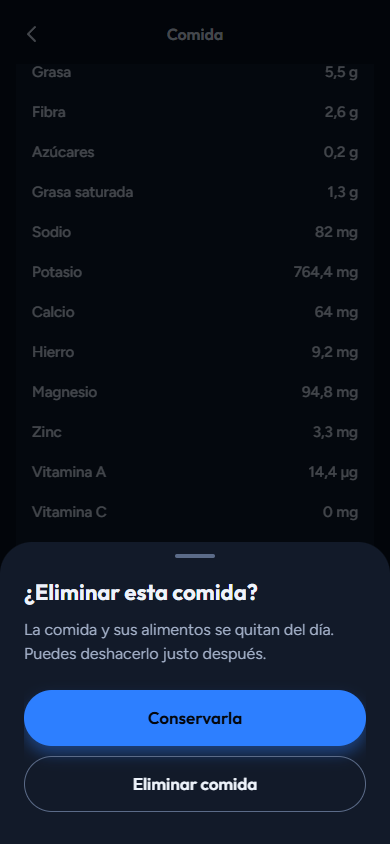 Comida
Grasa 5,5 g
Fibra 2,6 g
Azúcares 0,2 g
Grasa saturada 1,3 g
Sodio 82 mg
Potasio 764,4 mg
Calcio 64 mg
Hierro 9,2 mg
Magnesio 94,8 mg
Zinc 3,3 mg
Vitamina A 14,4 µg
Vitamina C 0 mg
¿Eliminar esta comida?
La comida y sus alimentos se quitan del día.
Puedes deshacerlo justo después.
Conservarla
Eliminar comida